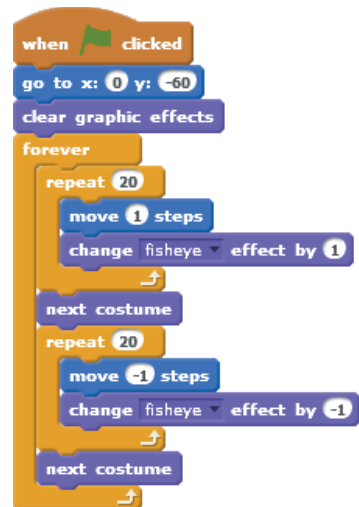 when clicked
go to x: 0 y: -60
clear graphic effects
forever
repeat 20
move 1 steps
change fisheye effect by 1
next costume
repeat 20
move -1 steps
change fisheye effect by -1
next costume